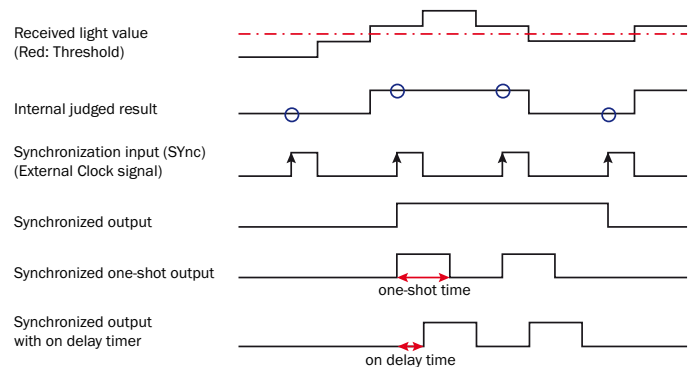 Received light value
(Red: Threshold)
Internal judged result
Synchronization input (SYnc)
(External Clock signal)
Synchronized output
Synchronized one-shot output
one-shot time
Synchronized output
with on delay timer
on delay time